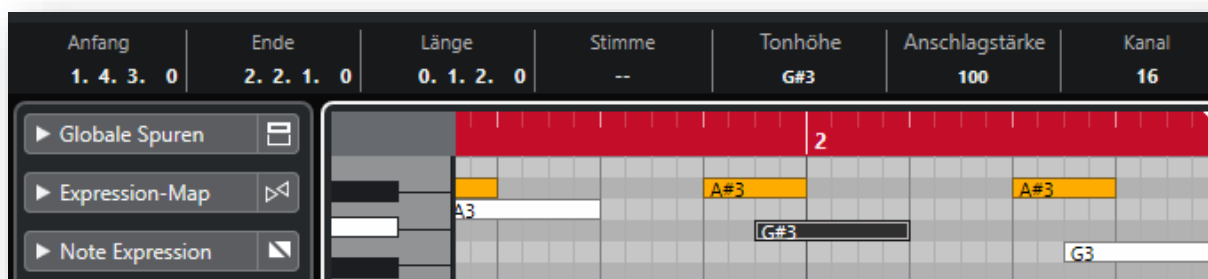 Anfang Ende Länge Stimme Tonhöhe Anschlagstärke Kanal
1. 4. 3. 0 2. 2. 1. 0 0. 1. 2. 0 -- G#3 100 16
Globale Spuren
2
Expression-Map
A#3 A#3
A3
G#3
Note Expression
G3